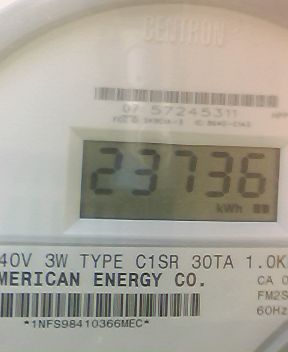 CENTRON
07 57245311
23736
kWh
40V 3W TYPE C1SR 30TA 1.0K
MERICAN ENERGY CO.
CA 0
FM2S
60Hz
*1NFS98410366MEC*